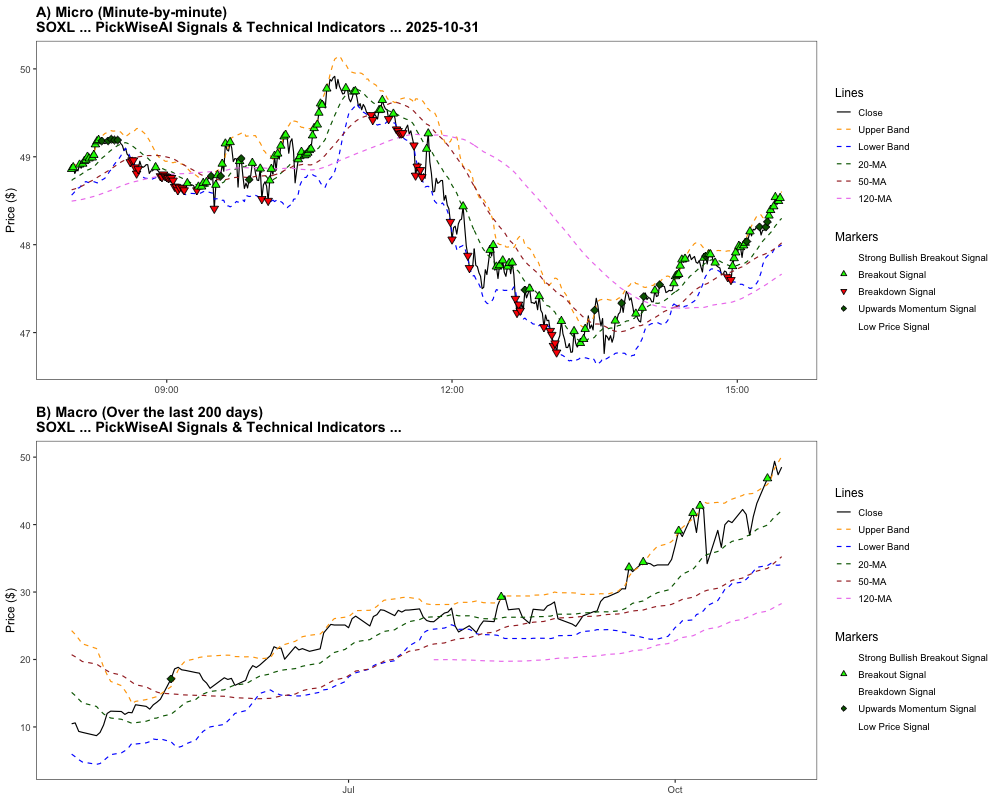 A) Micro (Minute-by-minute)
SOXL ... PickWiseAI Signals & Technical Indicators ... 2025-10-31
Price ($)
50
49
48
47
09:00
12:00
15:00
Lines
Close
Upper Band
Lower Band
20-MA
50-MA
120-MA
Markers
Strong Bullish Breakout Signal
Breakout Signal
Breakdown Signal
Upwards Momentum Signal
Low Price Signal
B) Macro (Over the last 200 days)
SOXL ... PickWiseAI Signals & Technical Indicators ...
Price ($)
50
40
30
20
10
Jul
Oct
Lines
Close
Upper Band
Lower Band
20-MA
50-MA
120-MA
Markers
Strong Bullish Breakout Signal
Breakout Signal
Breakdown Signal
Upwards Momentum Signal
Low Price Signal